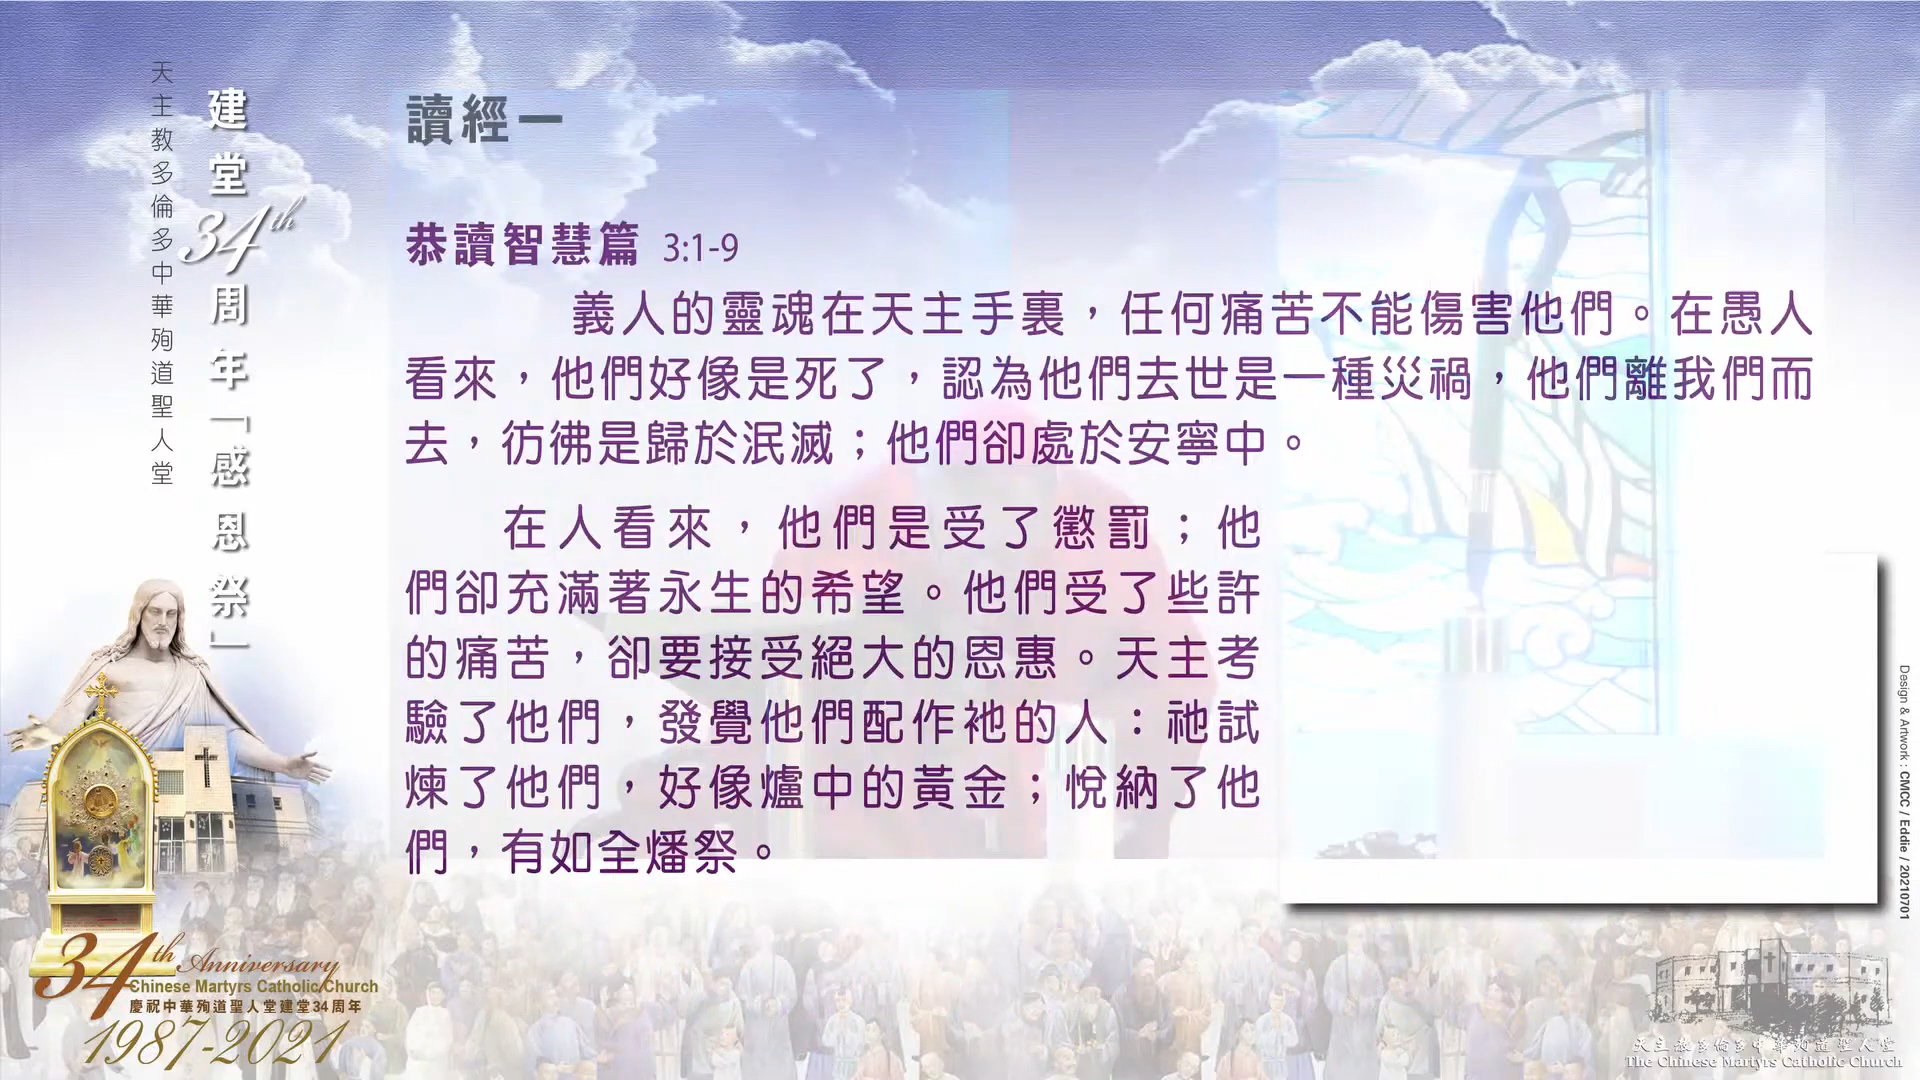 天主教多倫多中華殉道聖人堂
建堂34th周年「感恩祭」
讀經一
恭讀智慧篇 3:1-9
義人的靈魂在天主手裏，任何痛苦不能傷害他們。在愚人
看來，他們好像是死了，認為他們去世是一種災禍，他們離我們而
去，彷彿是歸於泯滅；他們卻處於安寧中。
在人看來，他們是受了懲罰；他
們卻充滿著永生的希望。他們受了些許
的痛苦，卻要接受絕大的恩惠。天主考
驗了他們，發覺他們配作祂的人：祂試
煉了他們，好像爐中的黃金；悅納了他
們，有如全燔祭。
34th Anniversary
Chinese Martyrs Catholic Church
慶祝中華殉道聖人堂建堂34周年
1987-2021
Design & Artwork : CMCC / Eddie / 20210701
天主教多倫多中華殉道聖人堂
The Chinese Martyrs Catholic Church